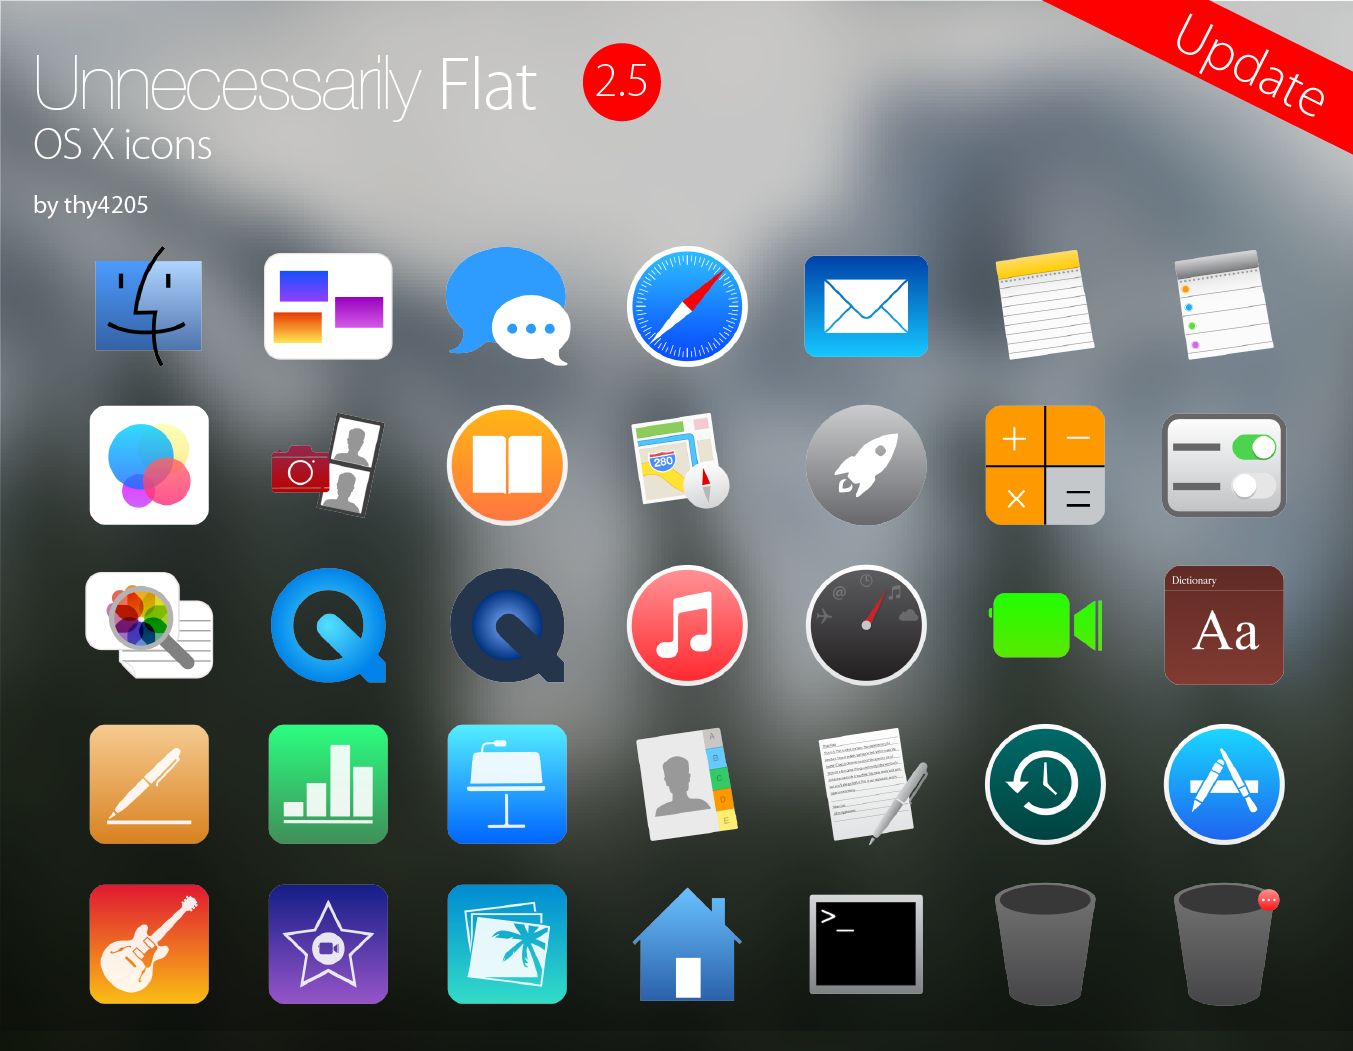 Unnecessarily Flat
2.5
Update
OS X icons
by thy4205
280
Dictionary
Aa
A
B
C
D
E
>_